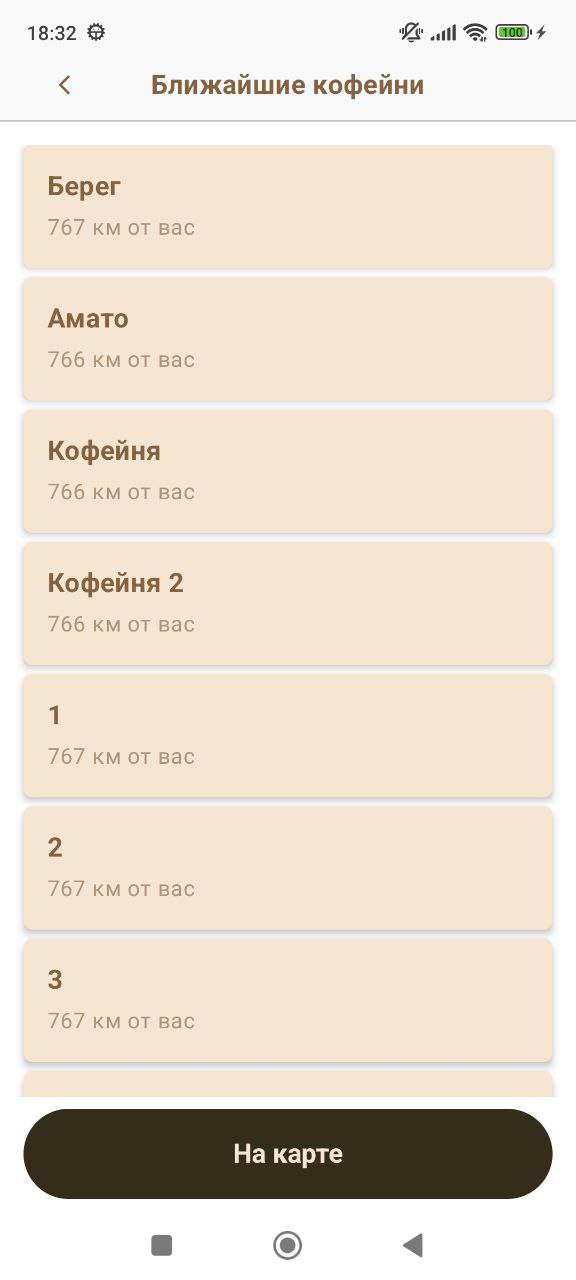 18:32
100
Ближайшие кофейни
Берег
767 км от вас
Амато
766 км от вас
Кофейня
766 км от вас
Кофейня 2
766 км от вас
1
767 км от вас
2
767 км от вас
3
767 км от вас
На карте